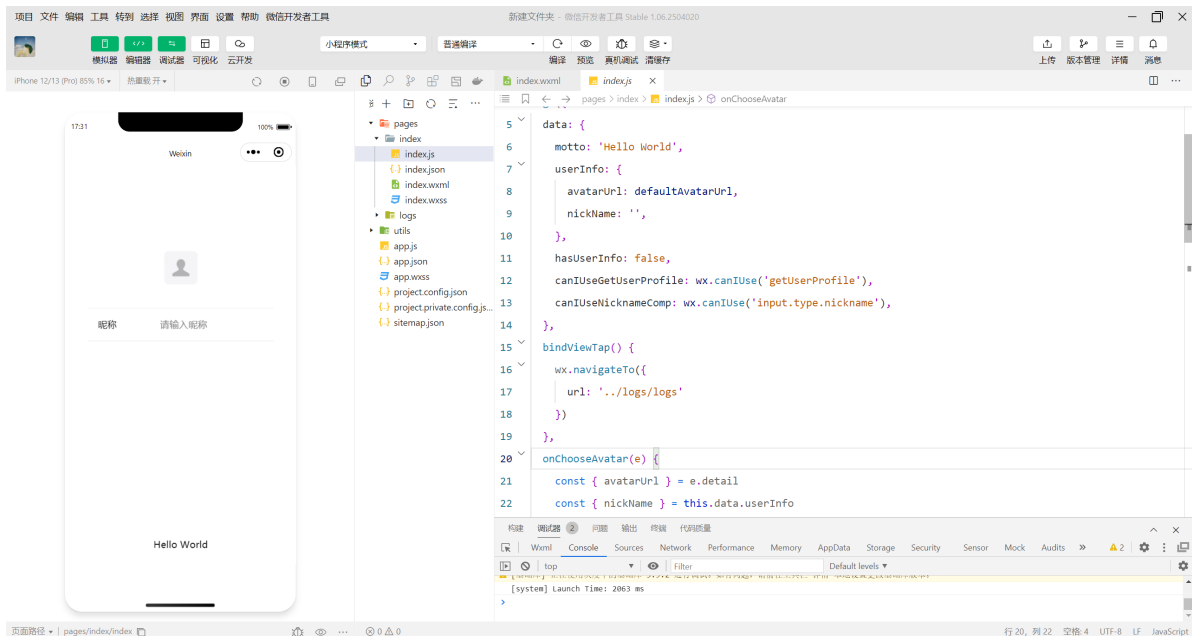 项目 文件 编辑 工具 转到 选择 视图 界面 设置 帮助 微信开发者工具
新建文件夹 - 微信开发者工具 Stable 1.06.2504020
模拟器 编辑器 调试器 可视化 云开发
小程序模式
普通编译
编译 预览 真机调试 清缓存
上传 版本管理 详情 消息
iPhone 12/13 (Pro) 85% 16
热重载 开
17:31
100%
Weixin
昵称 请输入昵称
Hello World
pages
index
index.js
index.json
index.wxml
index.wxss
logs
utils
app.js
app.json
app.wxss
project.config.json
project.private.config.js...
sitemap.json
index.wxml
index.js
pages > index > index.js > onChooseAvatar
5 data: {
6 motto: 'Hello World',
7 userInfo: {
8 avatarUrl: defaultAvatarUrl,
9 nickName: '',
10 },
11 hasUserInfo: false,
12 canIUseGetUserProfile: wx.canIUse('getUserProfile'),
13 canIUseNicknameComp: wx.canIUse('input.type.nickname'),
14 },
15 bindViewTap() {
16 wx.navigateTo({
17 url: '../logs/logs'
18 })
19 },
20 onChooseAvatar(e) {
21 const { avatarUrl } = e.detail
22 const { nickName } = this.data.userInfo
构建 调试器 2 问题 输出 终端 代码质量
Wxml Console Sources Network Performance Memory AppData Storage Security Sensor Mock Audits 2
top Filter Default levels
[system] Launch Time: 2063 ms
页面路径 pages/index/index
0 0
行 20，列 22 空格: 4 UTF-8 LF JavaScript